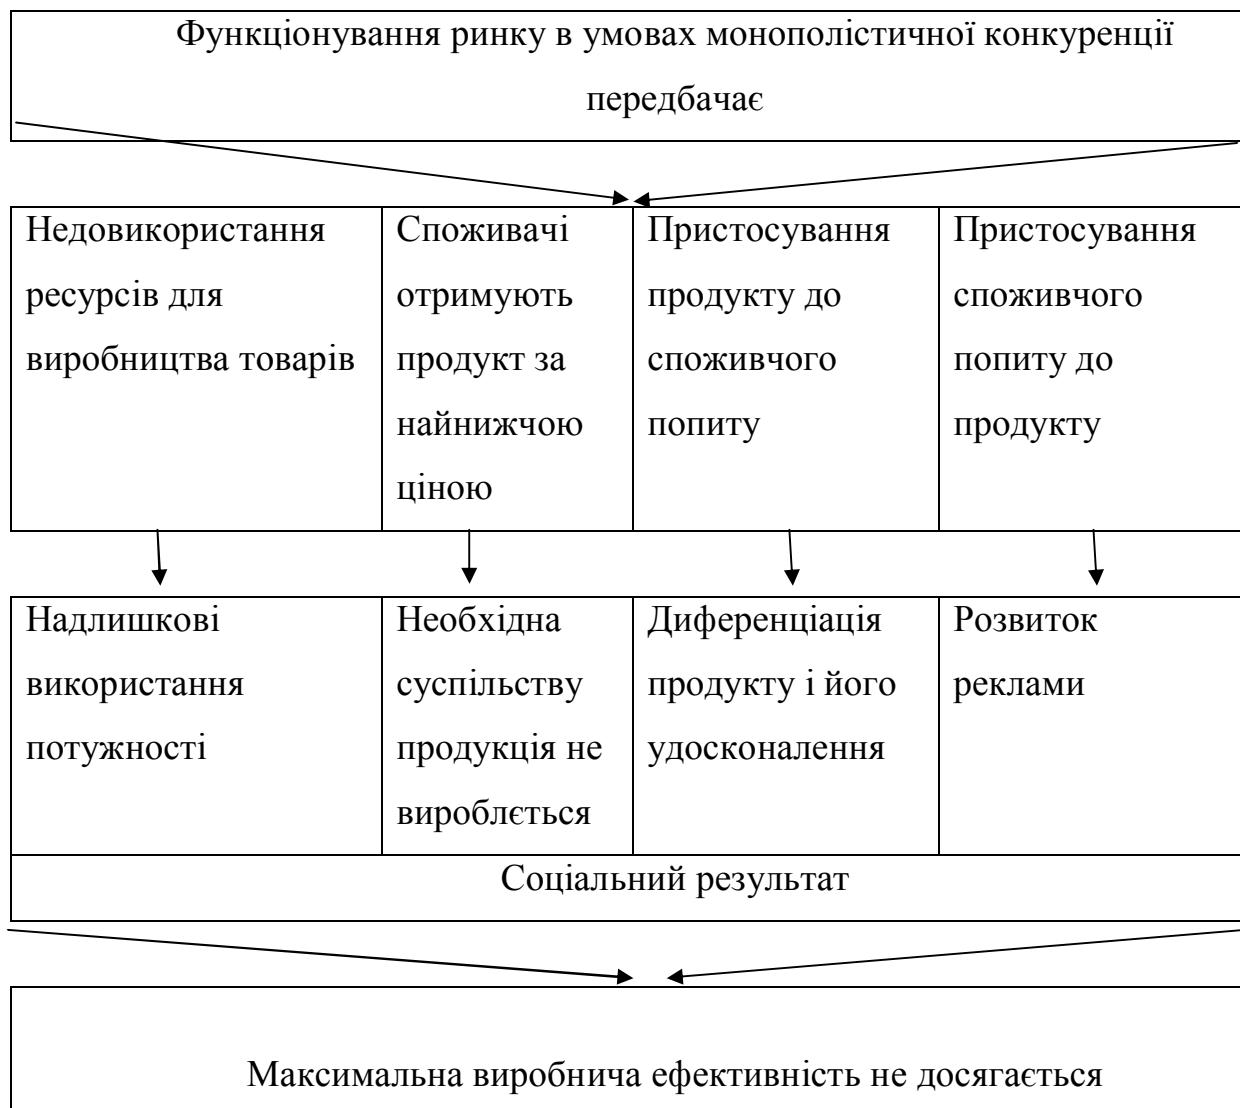 Функціонування ринку в умовах монополістичної конкуренції
передбачає
Недовикористання
ресурсів для
виробництва товарів
Споживачі
отримують
продукт за
найнижчою
ціною
Пристосування
продукту до
споживчого
попиту
Пристосування
споживчого
попиту до
продукту
Надлишкові
використання
потужності
Необхідна
суспільству
продукція не
вироблється
Диференціація
продукту і його
удосконалення
Розвиток
реклами
Соціальний результат
Максимальна виробнича ефективність не досягається